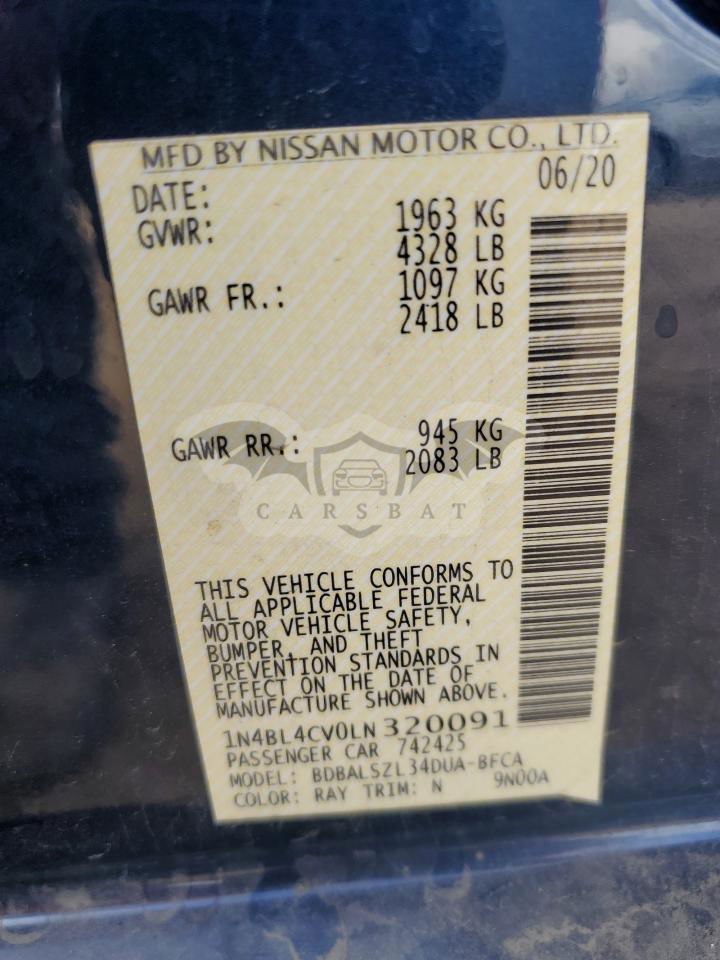 MFD BY NISSAN MOTOR CO., LTD.
DATE: 06/20
GVWR: 1963 KG
4328 LB
GAWR FR.: 1097 KG
2418 LB
GAWR RR.: 945 KG
2083 LB
CARSBAT
THIS VEHICLE CONFORMS TO
ALL APPLICABLE FEDERAL
MOTOR VEHICLE SAFETY,
BUMPER, AND THEFT
PREVENTION STANDARDS IN
EFFECT ON THE DATE OF
MANUFACTURE SHOWN ABOVE.
1N4BL4CV0LN320091
PASSENGER CAR 742425
MODEL: BDBALSZL34DUA-BFCA
COLOR: RAY TRIM: N 9N00A